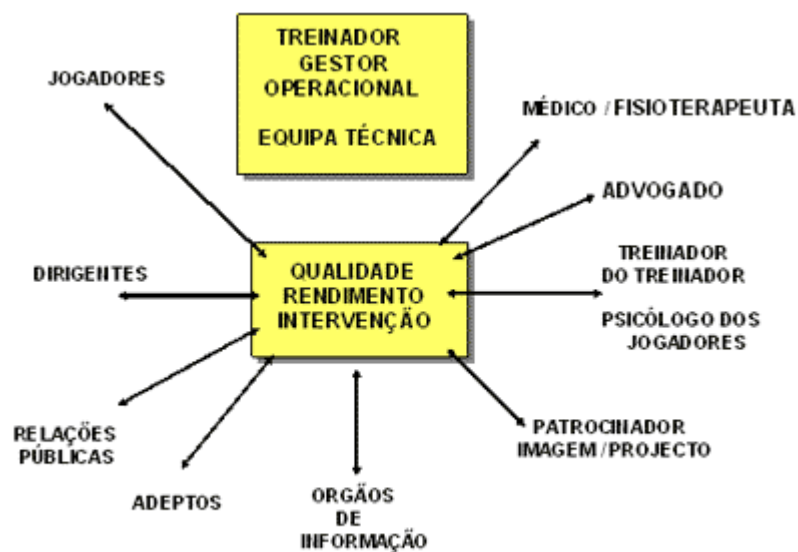 TREINADOR
GESTOR
OPERACIONAL
EQUIPA TÉCNICA
JOGADORES
MÉDICO / FISIOTERAPEUTA
ADVOGADO
DIRIGENTES
QUALIDADE
RENDIMENTO
INTERVENÇÃO
TREINADOR
DO TREINADOR
PSICÓLOGO DOS
JOGADORES
RELAÇÕES
PÚBLICAS
ADEPTOS
ORGÃOS
DE
INFORMAÇÃO
PATROCINADOR
IMAGEM / PROJECTO